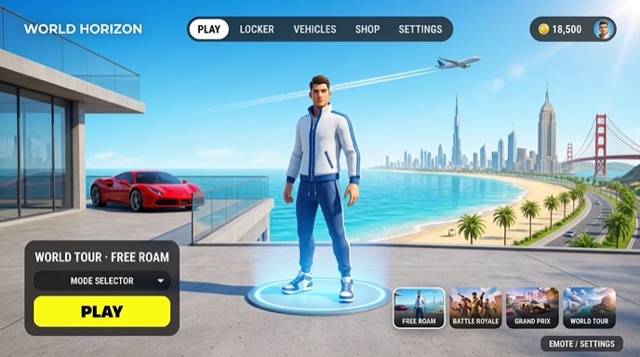 WORLD HORIZON
PLAY LOCKER VEHICLES SHOP SETTINGS
18,500
WORLD TOUR · FREE ROAM
MODE SELECTOR
PLAY
FREE ROAM
BATTLE ROYALE
GRAND PRIX
WORLD TOUR
EMOTE / SETTINGS